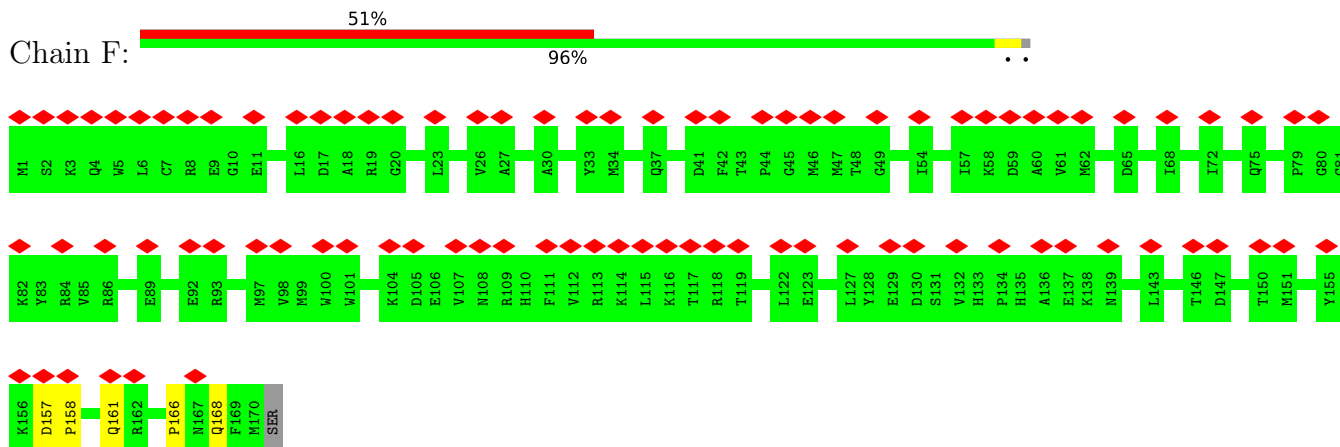 51%
Chain F:
96%
. .
M1 S2 K3 Q4 W5 L6 C7 R8 E9 G10 E11 L16 D17 A18 R19 G20 L23 V26 A27 A30 Y33 M34 Q37 D41 F42 T43 P44 G45 M46 M47 T48 G49 I54 I57 K58 D59 A60 V61 M62 D65 I68 I72 Q75 P79 G80
K82 Y83 R84 V85 R86 E89 E92 R93 M97 V98 M99 W100 W101 K104 D105 E106 V107 N108 R109 H110 F111 V112 R113 K114 L115 K116 T117 R118 T119 L122 E123 L127 Y128 E129 D130 S131 V132 H133 P134 H135 A136 E137 K138 N139 L143 T146 D147 T150 M151 Y155
K156 D157 P158 Q161 R162 P166 N167 Q168 F169 M170 SER